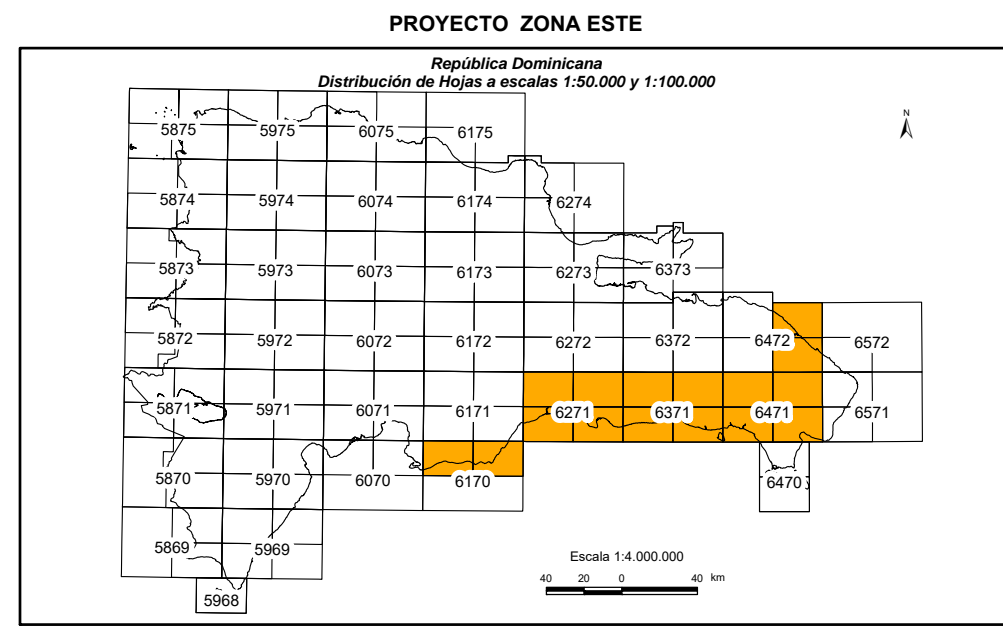 PROYECTO ZONA ESTE
República Dominicana
Distribución de Hojas a escalas 1:50.000 y 1:100.000
N
5875 5975 6075 6175
5874 5974 6074 6174 6274
5873 5973 6073 6173 6273 6373
5872 5972 6072 6172 6272 6372 6472 6572
5871 5971 6071 6171 6271 6371 6471 6571
5870 5970 6070 6170 6470
5869 5969
5968
Escala 1:4.000.000
40 20 0 40 km